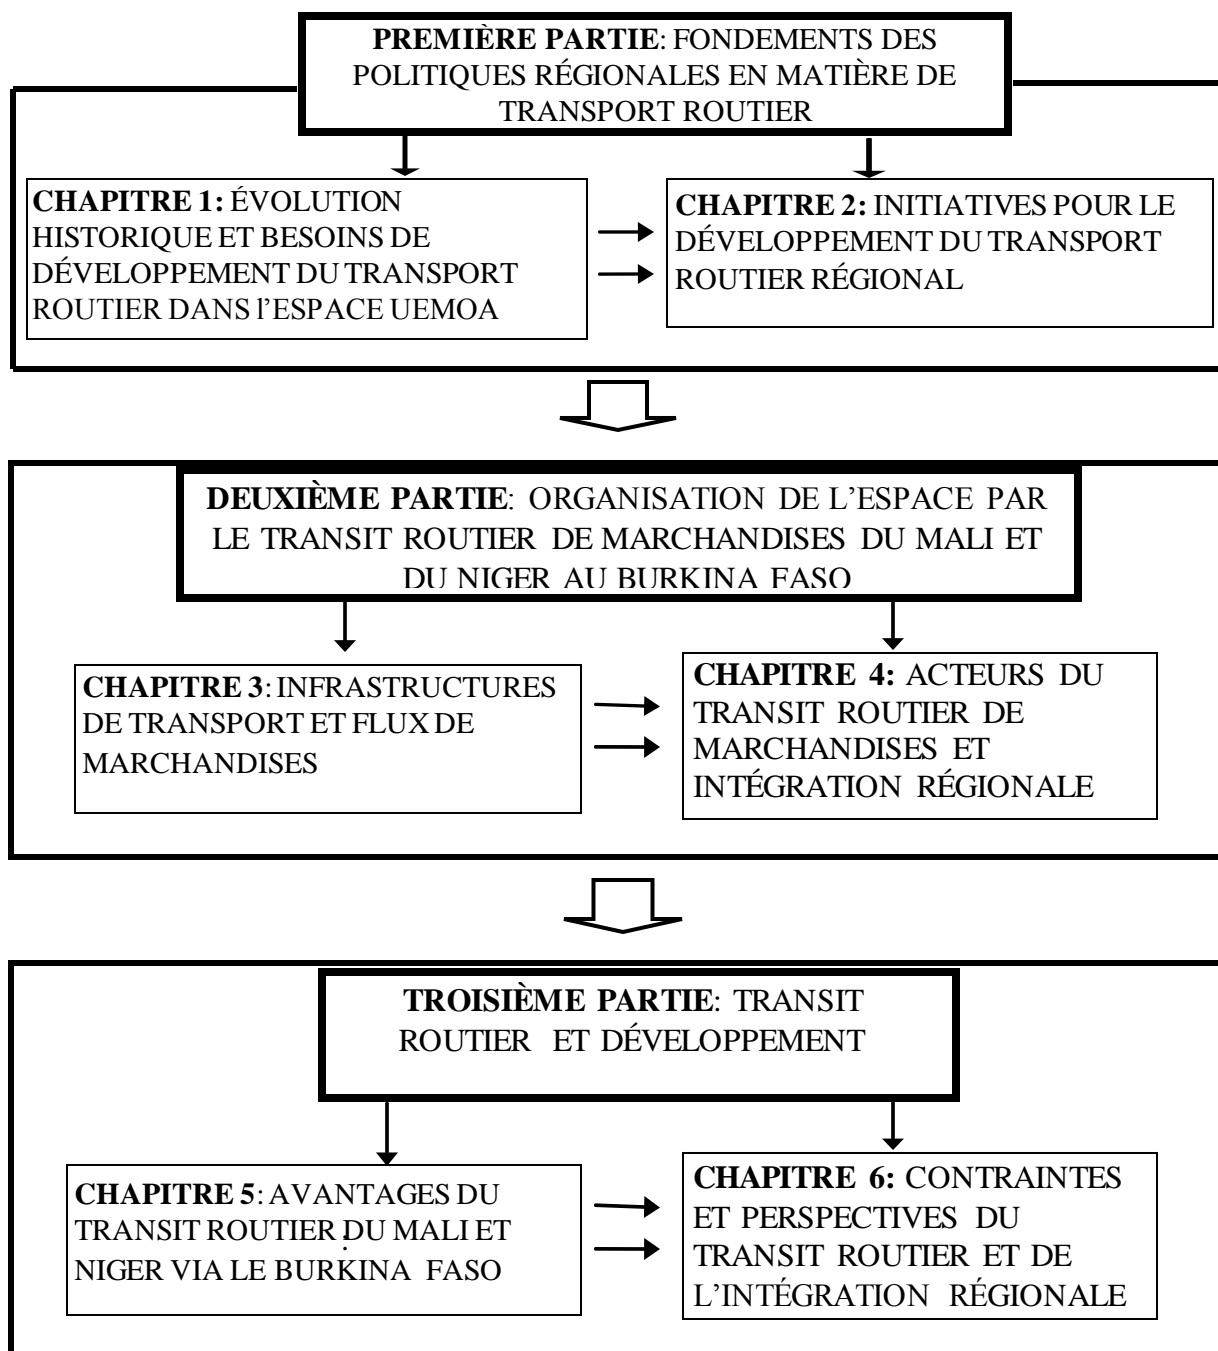 PREMIÈRE PARTIE: FONDEMENTS DES
POLITIQUES RÉGIONALES EN MATIÈRE DE
TRANSPORT ROUTIER
CHAPITRE 1: ÉVOLUTION
HISTORIQUE ET BESOINS DE
DÉVELOPPEMENT DU TRANSPORT
ROUTIER DANS l'ESPACE UEMOA
CHAPITRE 2: INITIATIVES POUR LE
DÉVELOPPEMENT DU TRANSPORT
ROUTIER RÉGIONAL
DEUXIÈME PARTIE: ORGANISATION DE L'ESPACE PAR
LE TRANSIT ROUTIER DE MARCHANDISES DU MALI ET
DU NIGER AU BURKINA FASO
CHAPITRE 3: INFRASTRUCTURES
DE TRANSPORT ET FLUX DE
MARCHANDISES
CHAPITRE 4: ACTEURS DU
TRANSIT ROUTIER DE
MARCHANDISES ET
INTÉGRATION RÉGIONALE
TROISIÈME PARTIE: TRANSIT
ROUTIER ET DÉVELOPPEMENT
CHAPITRE 5: AVANTAGES DU
TRANSIT ROUTIER DU MALI ET
NIGER VIA LE BURKINA FASO
CHAPITRE 6: CONTRAINTES
ET PERSPECTIVES DU
TRANSIT ROUTIER ET DE
L'INTÉGRATION RÉGIONALE